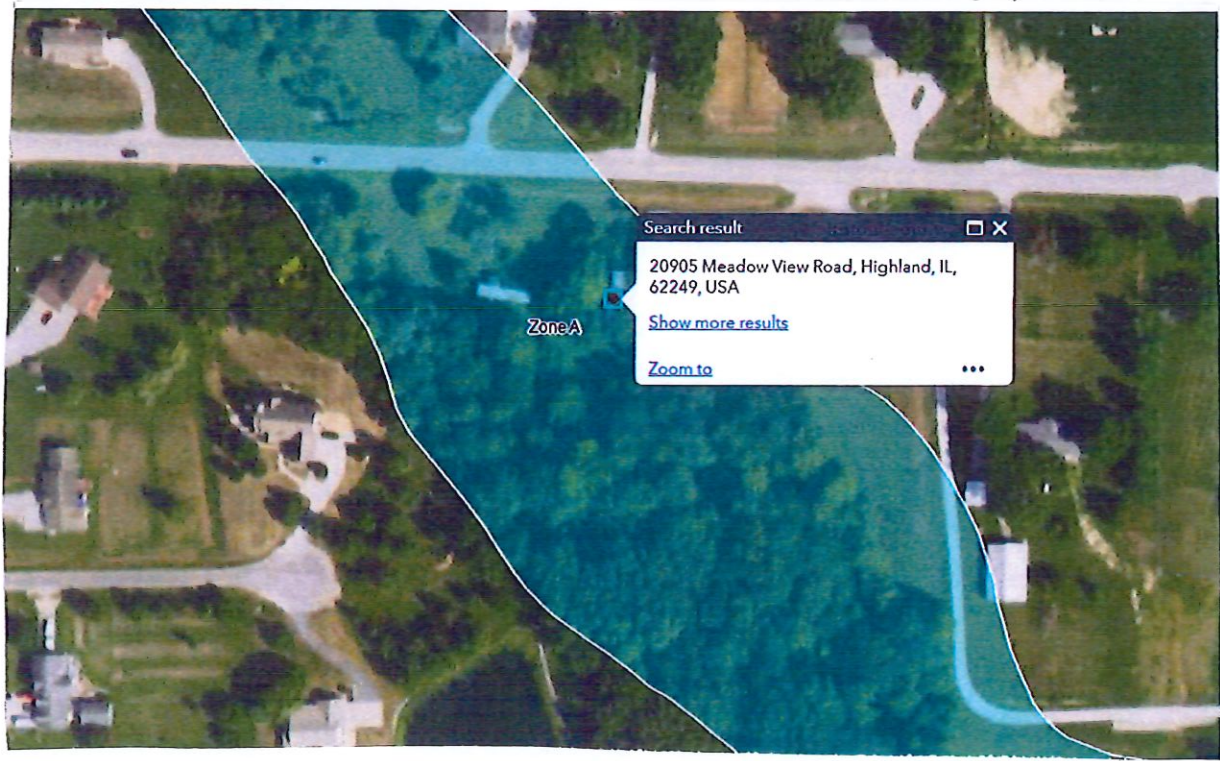 Search result
20905 Meadow View Road, Highland, IL,
62249, USA
Show more results
Zone A
Zoom to